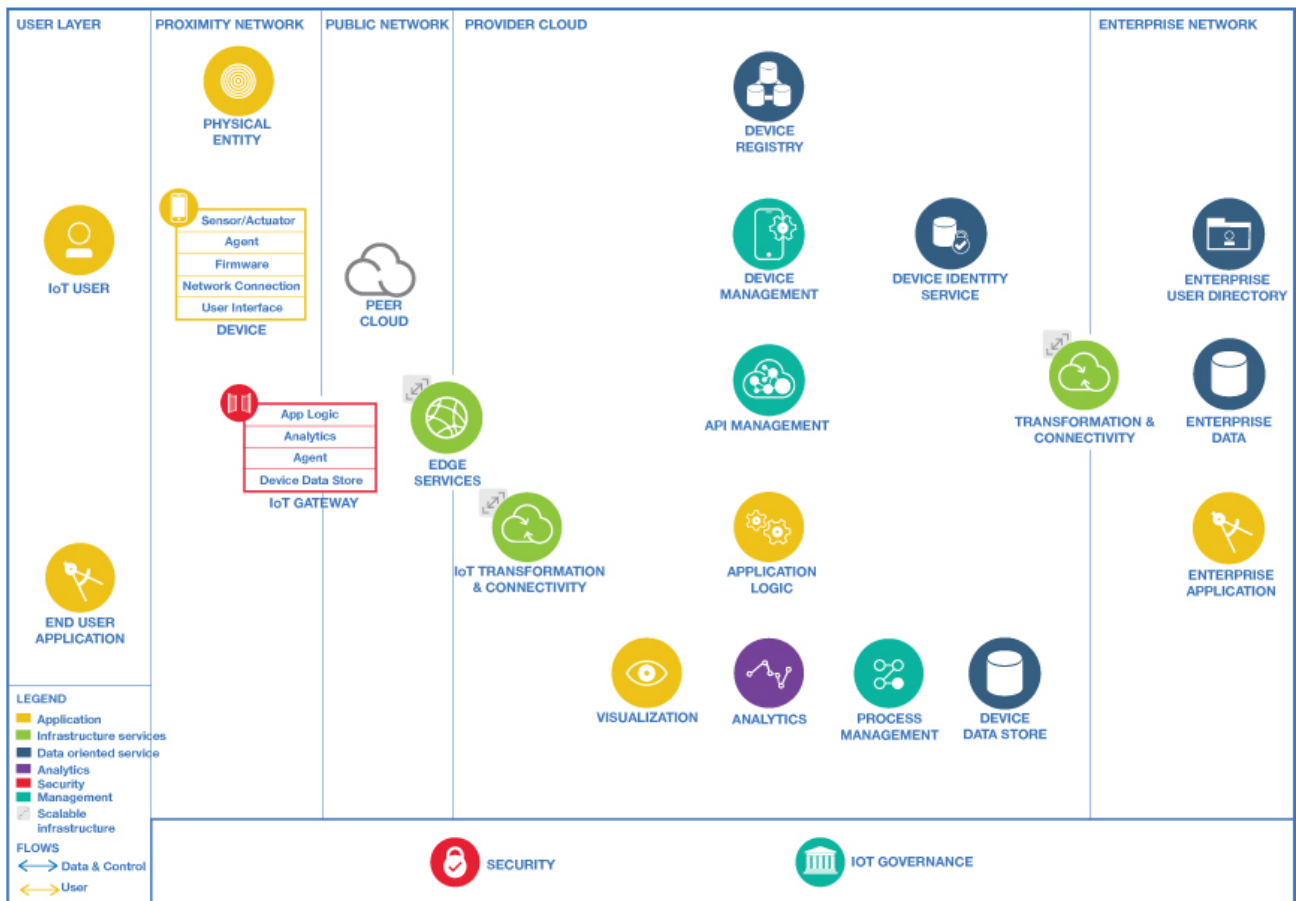 USER LAYER
PROXIMITY NETWORK
PUBLIC NETWORK
PROVIDER CLOUD
ENTERPRISE NETWORK
PHYSICAL
ENTITY
DEVICE
REGISTRY
IoT USER
Sensor/Actuator
Agent
Firmware
Network Connection
User Interface
DEVICE
PEER
CLOUD
DEVICE
MANAGEMENT
DEVICE IDENTITY
SERVICE
ENTERPRISE
USER DIRECTORY
App Logic
Analytics
Agent
Device Data Store
IoT GATEWAY
EDGE
SERVICES
API MANAGEMENT
TRANSFORMATION &
CONNECTIVITY
ENTERPRISE
DATA
END USER
APPLICATION
IoT TRANSFORMATION
& CONNECTIVITY
APPLICATION
LOGIC
ENTERPRISE
APPLICATION
VISUALIZATION
ANALYTICS
PROCESS
MANAGEMENT
DEVICE
DATA STORE
LEGEND
Application
Infrastructure services
Data oriented service
Analytics
Security
Management
Scalable
infrastructure
FLOWS
Data & Control
User
SECURITY
IOT GOVERNANCE